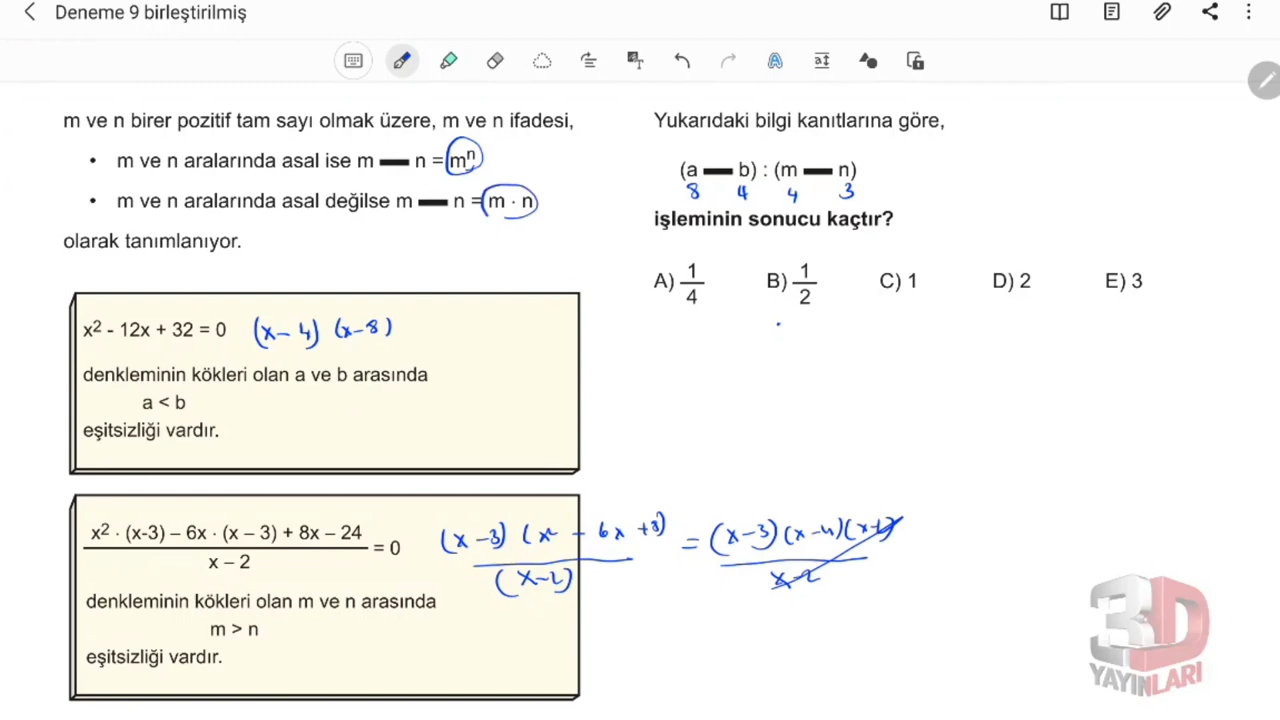 Deneme 9 birleştirilmiş
m ve n birer pozitif tam sayı olmak üzere, m ve n ifadesi,
• m ve n aralarında asal ise m ▬ n = mⁿ
• m ve n aralarında asal değilse m ▬ n = m · n
olarak tanımlanıyor.
x² - 12x + 32 = 0 (x - 4) (x - 8)
denkleminin kökleri olan a ve b arasında
a < b
eşitsizliği vardır.
x² · (x-3) – 6x · (x – 3) + 8x – 24
= 0
x – 2
(x - 3) (x² - 6x + 8)
(x - 2)
= (x - 3) (x - 4) (x - 2)
x - 2
denkleminin kökleri olan m ve n arasında
m > n
eşitsizliği vardır.
Yukarıdaki bilgi kanıtlarına göre,
(a ▬ b) : (m ▬ n)
8 4 4 3
işleminin sonucu kaçtır?
A) 1/4 B) 1/2 C) 1 D) 2 E) 3
3D
YAYINLARI